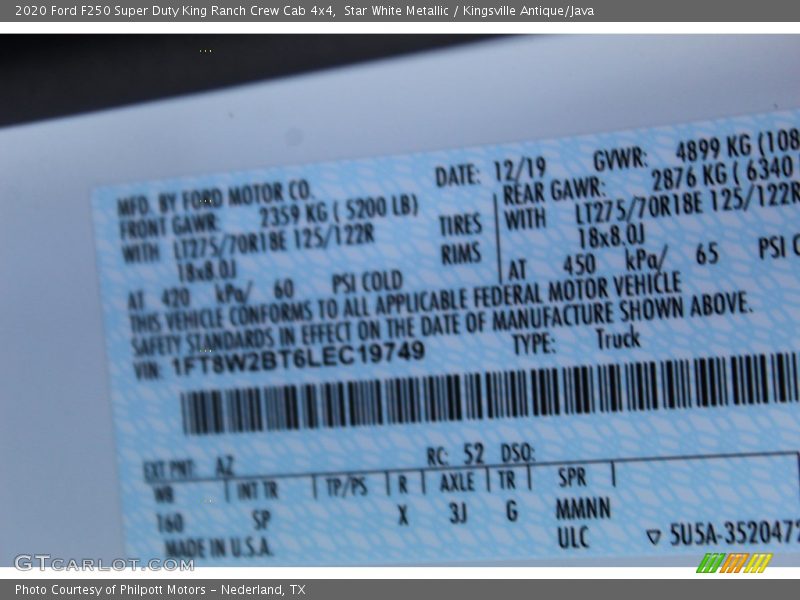 2020 Ford F250 Super Duty King Ranch Crew Cab 4x4, Star White Metallic / Kingsville Antique/Java
MFD. BY FORD MOTOR CO. DATE: 12/19 GVWR: 4899 KG (108
FRONT GAWR: 2359 KG ( 5200 LB) REAR GAWR: 2876 KG ( 6340
WITH LT275/70R18E 125/122R TIRES WITH LT275/70R18E 125/122R
18x8.0J RIMS 18x8.0J
AT 420 kPa/ 60 PSI COLD AT 450 kPa/ 65 PSI C
THIS VEHICLE CONFORMS TO ALL APPLICABLE FEDERAL MOTOR VEHICLE
SAFETY STANDARDS IN EFFECT ON THE DATE OF MANUFACTURE SHOWN ABOVE.
VIN: 1FT8W2BT6LEC19749 TYPE: Truck
EXT PNT: AZ RC: 52 DSO:
WB INT TR TP/PS R AXLE TR SPR
160 SP X 3J G MMNN
MADE IN U.S.A. ULC ▽ 5U5A-3520472
GTCARLOT.COM
Photo Courtesy of Philpott Motors - Nederland, TX